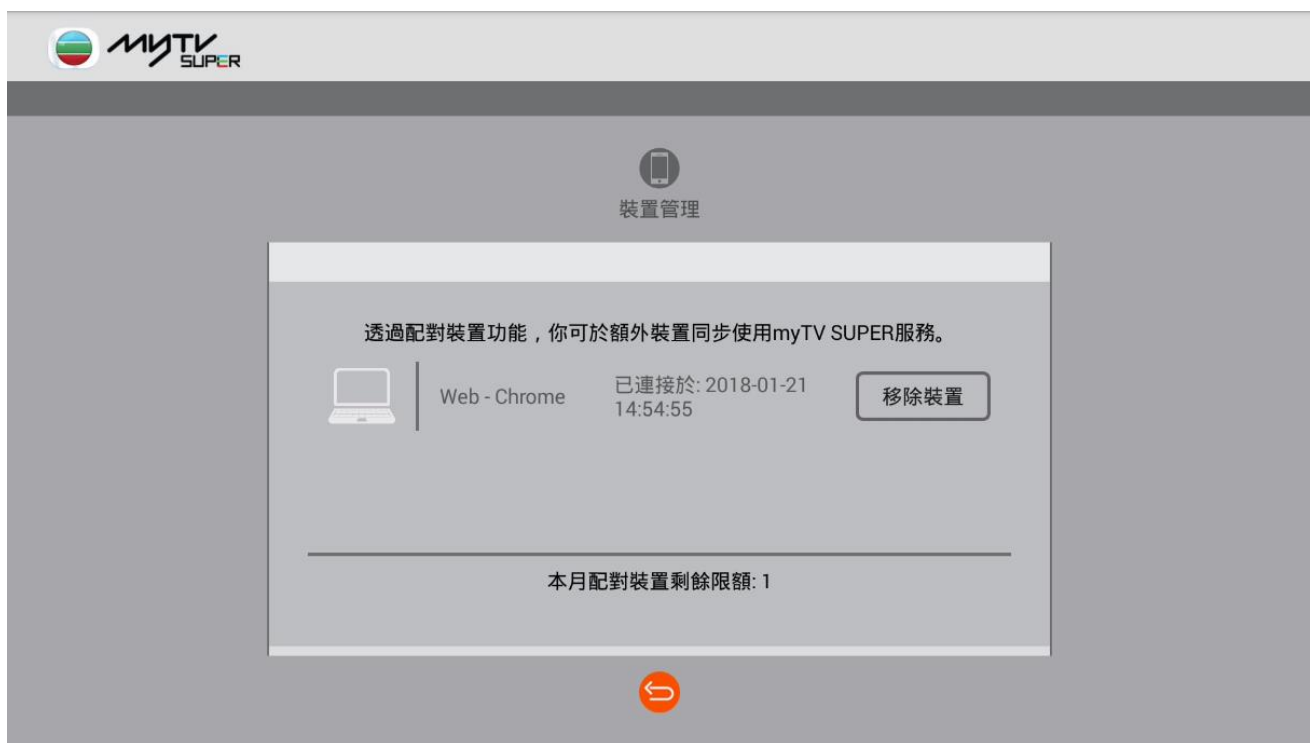 MYTV
SUPER
裝置管理
透過配對裝置功能，你可於額外裝置同步使用myTV SUPER服務。
Web - Chrome
已連接於: 2018-01-21
14:54:55
移除裝置
本月配對裝置剩餘限額: 1